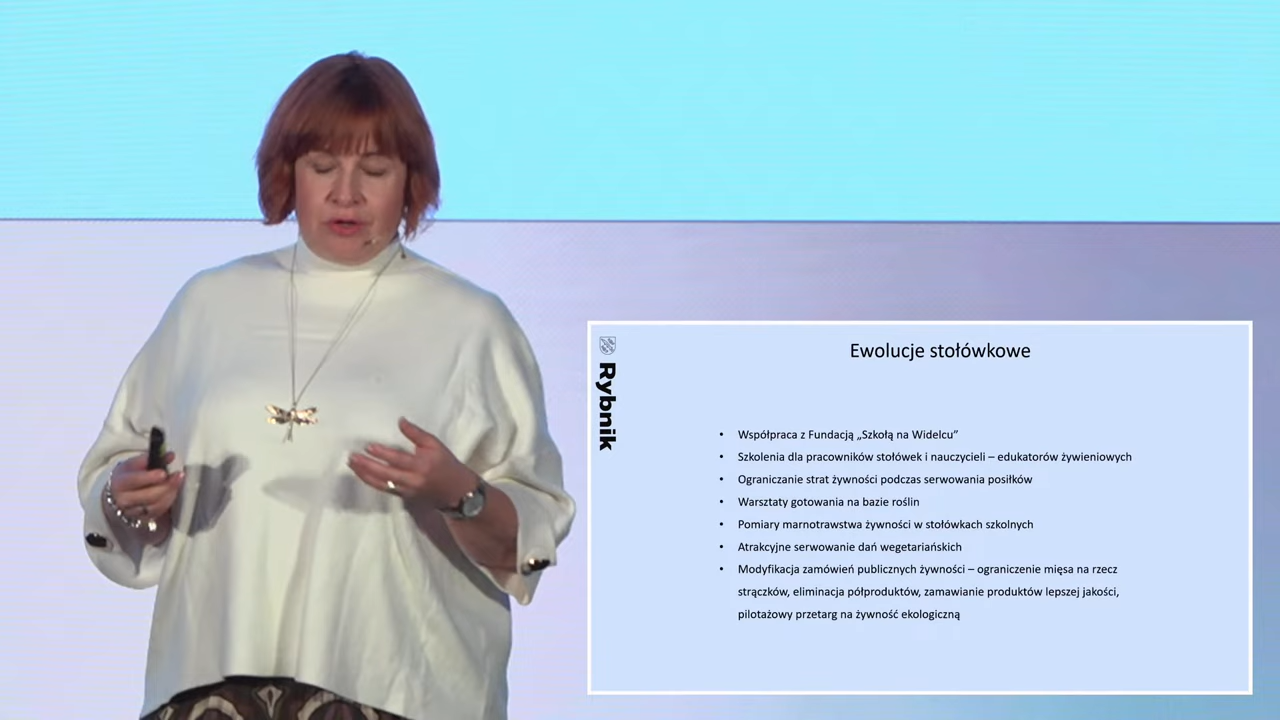 Rybnik
Ewolucje stołówkowe
• Współpraca z Fundacją „Szkołą na Widelcu”
• Szkolenia dla pracowników stołówek i nauczycieli – edukatorów żywieniowych
• Ograniczanie strat żywności podczas serwowania posiłków
• Warsztaty gotowania na bazie roślin
• Pomiary marnotrawstwa żywności w stołówkach szkolnych
• Atrakcyjne serwowanie dań wegetariańskich
• Modyfikacja zamówień publicznych żywności – ograniczenie mięsa na rzecz
strączków, eliminacja półproduktów, zamawianie produktów lepszej jakości,
pilotażowy przetarg na żywność ekologiczną